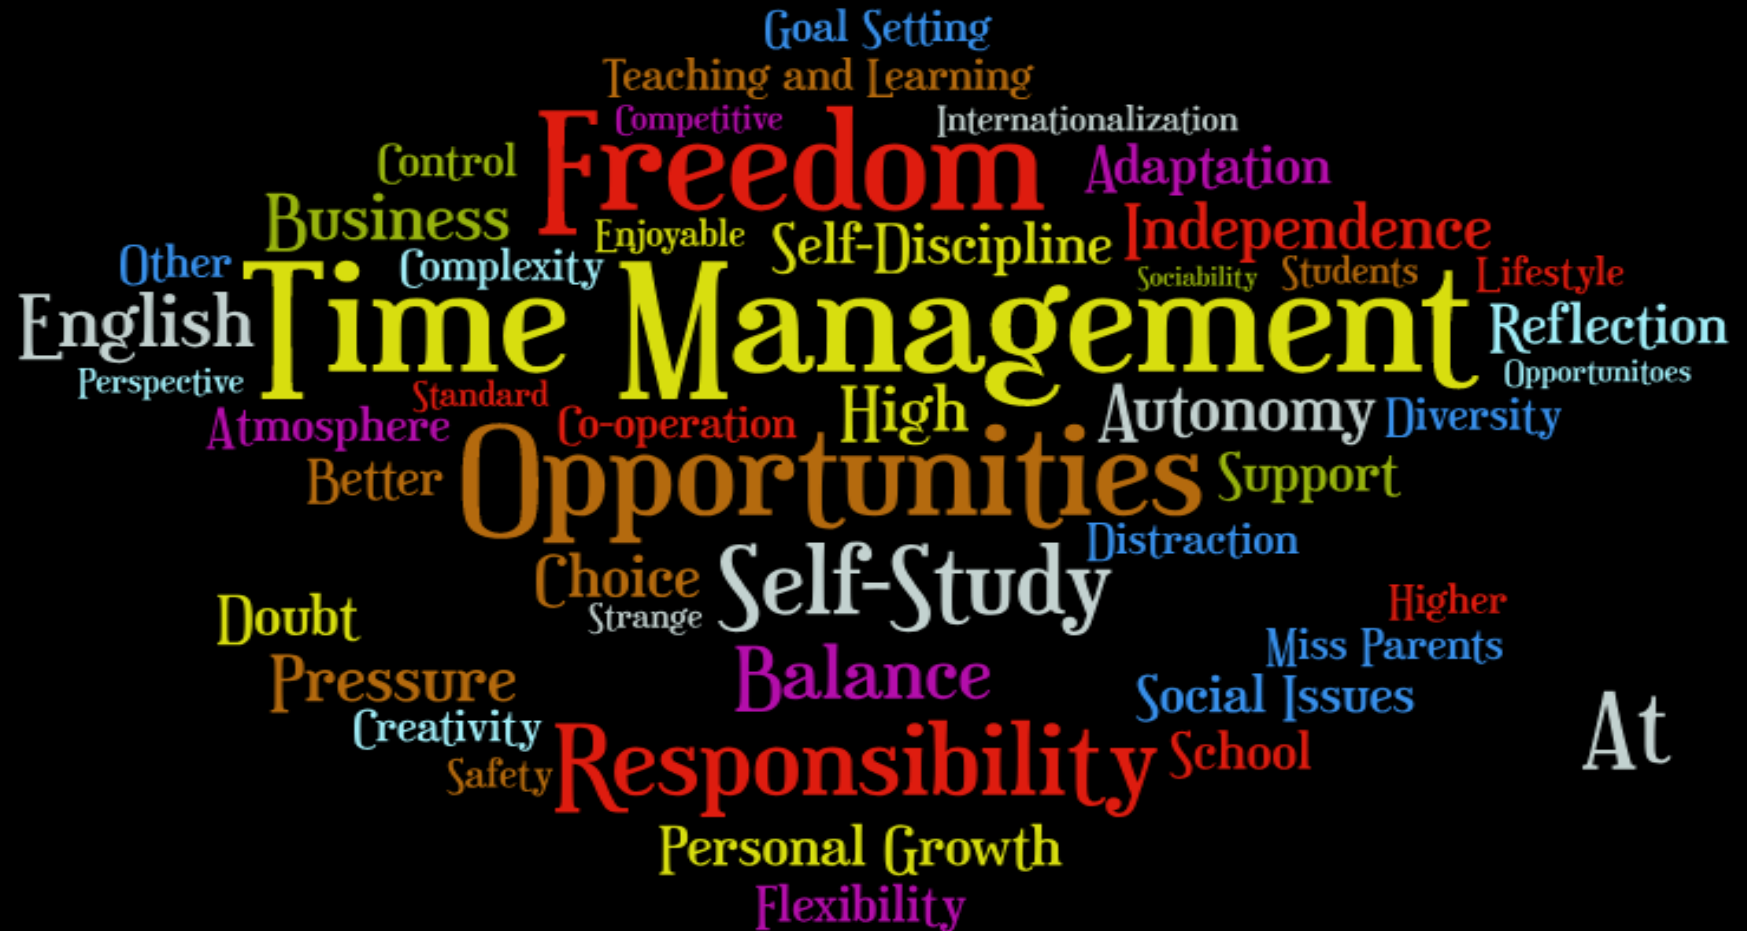 Goal Setting
Teaching and Learning
Competitive
Internationalization
Control
Freedom
Adaptation
Business
Enjoyable
Self-Discipline
Independence
Other
Complexity
Sociability
Students
Lifestyle
English
Time Management
Reflection
Perspective
Standard
Opportunitoes
Atmosphere
Co-operation
High
Autonomy
Diversity
Better
Opportunities
Support
Distraction
Choice
Self-Study
Strange
Higher
Doubt
Miss Parents
Pressure
Balance
Social Issues
At
Creativity
Safety
Responsibility
School
Personal Growth
Flexibility